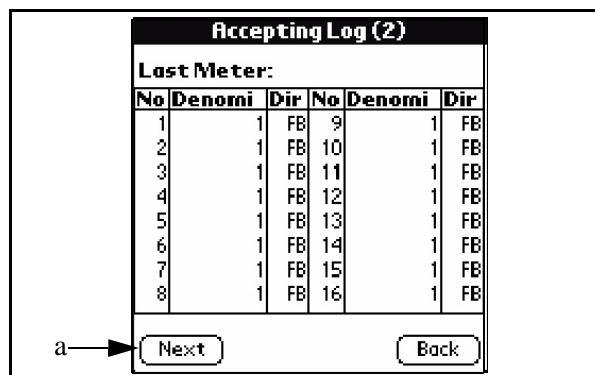 Accepting Log (2)
Last Meter:
No Denomi Dir No Denomi Dir
1 1 FB 9 1 FB
2 1 FB 10 1 FB
3 1 FB 11 1 FB
4 1 FB 12 1 FB
5 1 FB 13 1 FB
6 1 FB 14 1 FB
7 1 FB 15 1 FB
8 1 FB 16 1 FB
a Next Back